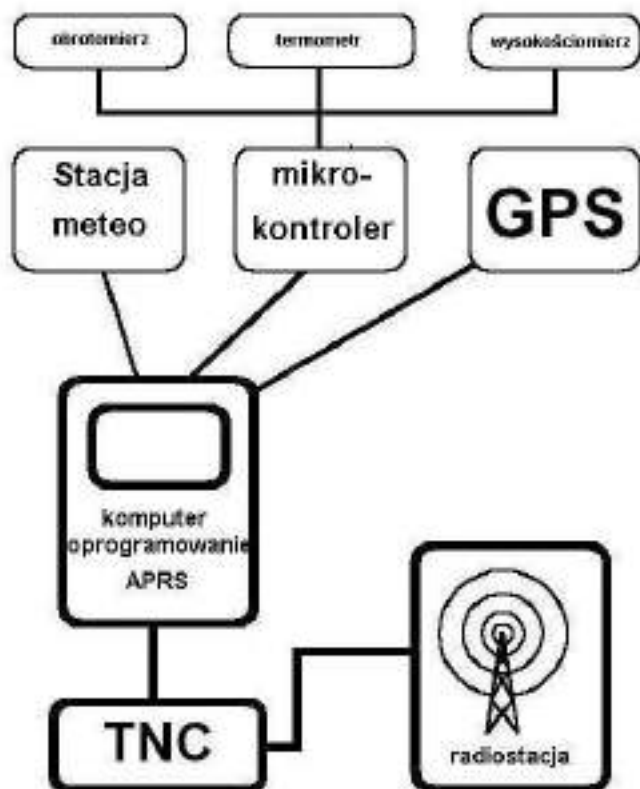 obrotomierz termometr wysokościomierz
Stacja
meteo
mikro-
kontroler
GPS
komputer
oprogramowanie
APRS
TNC
radiostacja